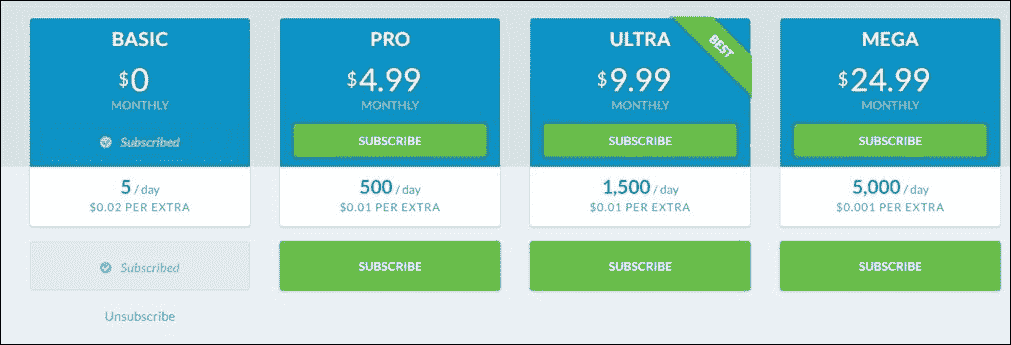 BASIC
$0
MONTHLY
Subscribed
5 / day
$0.02 PER EXTRA
Subscribed
Unsubscribe
PRO
$4.99
MONTHLY
SUBSCRIBE
500 / day
$0.01 PER EXTRA
SUBSCRIBE
ULTRA
BEST
$9.99
MONTHLY
SUBSCRIBE
1,500 / day
$0.01 PER EXTRA
SUBSCRIBE
MEGA
$24.99
MONTHLY
SUBSCRIBE
5,000 / day
$0.001 PER EXTRA
SUBSCRIBE